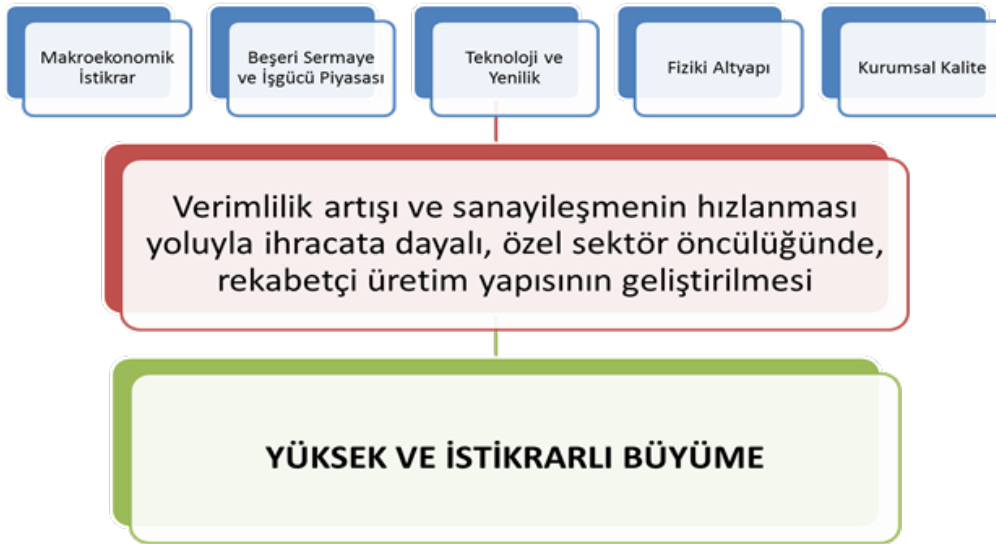 Makroekonomik
İstikrar
Beşeri Sermaye
ve İşgücü Piyasası
Teknoloji ve
Yenilik
Fiziki Altyapı
Kurumsal Kalite
Verimlilik artışı ve sanayileşmenin hızlanması
yoluyla ihracata dayalı, özel sektör öncülüğünde,
rekabetçi üretim yapısının geliştirilmesi
YÜKSEK VE İSTİKRARLI BÜYÜME